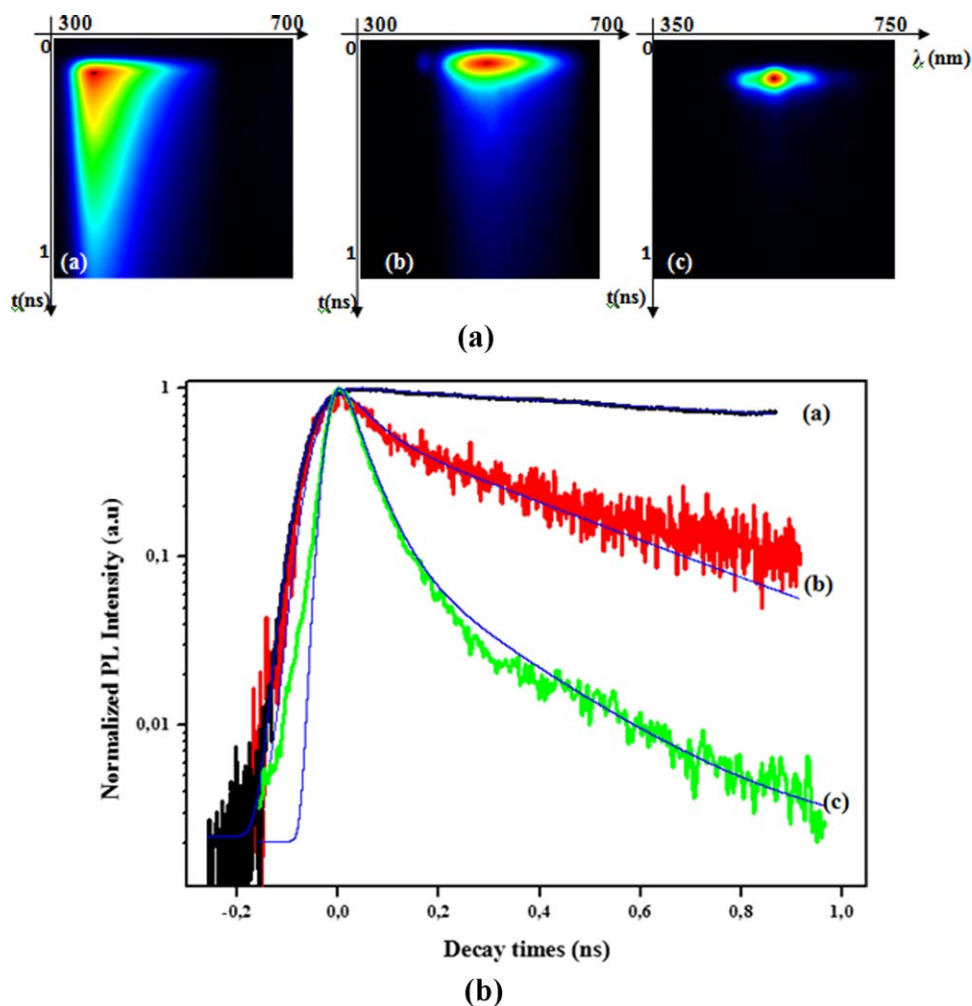 300 700 300 700 350 750
0 0 0 λ (nm)
1 1 1
(a) (b) (c)
t(ns) t(ns) t(ns)
(a)
Normalized PL Intensity (a.u)
1
0,1
0,01
(a)
(b)
(c)
-0,2 0,0 0,2 0,4 0,6 0,8 1,0
Decay times (ns)
(b)